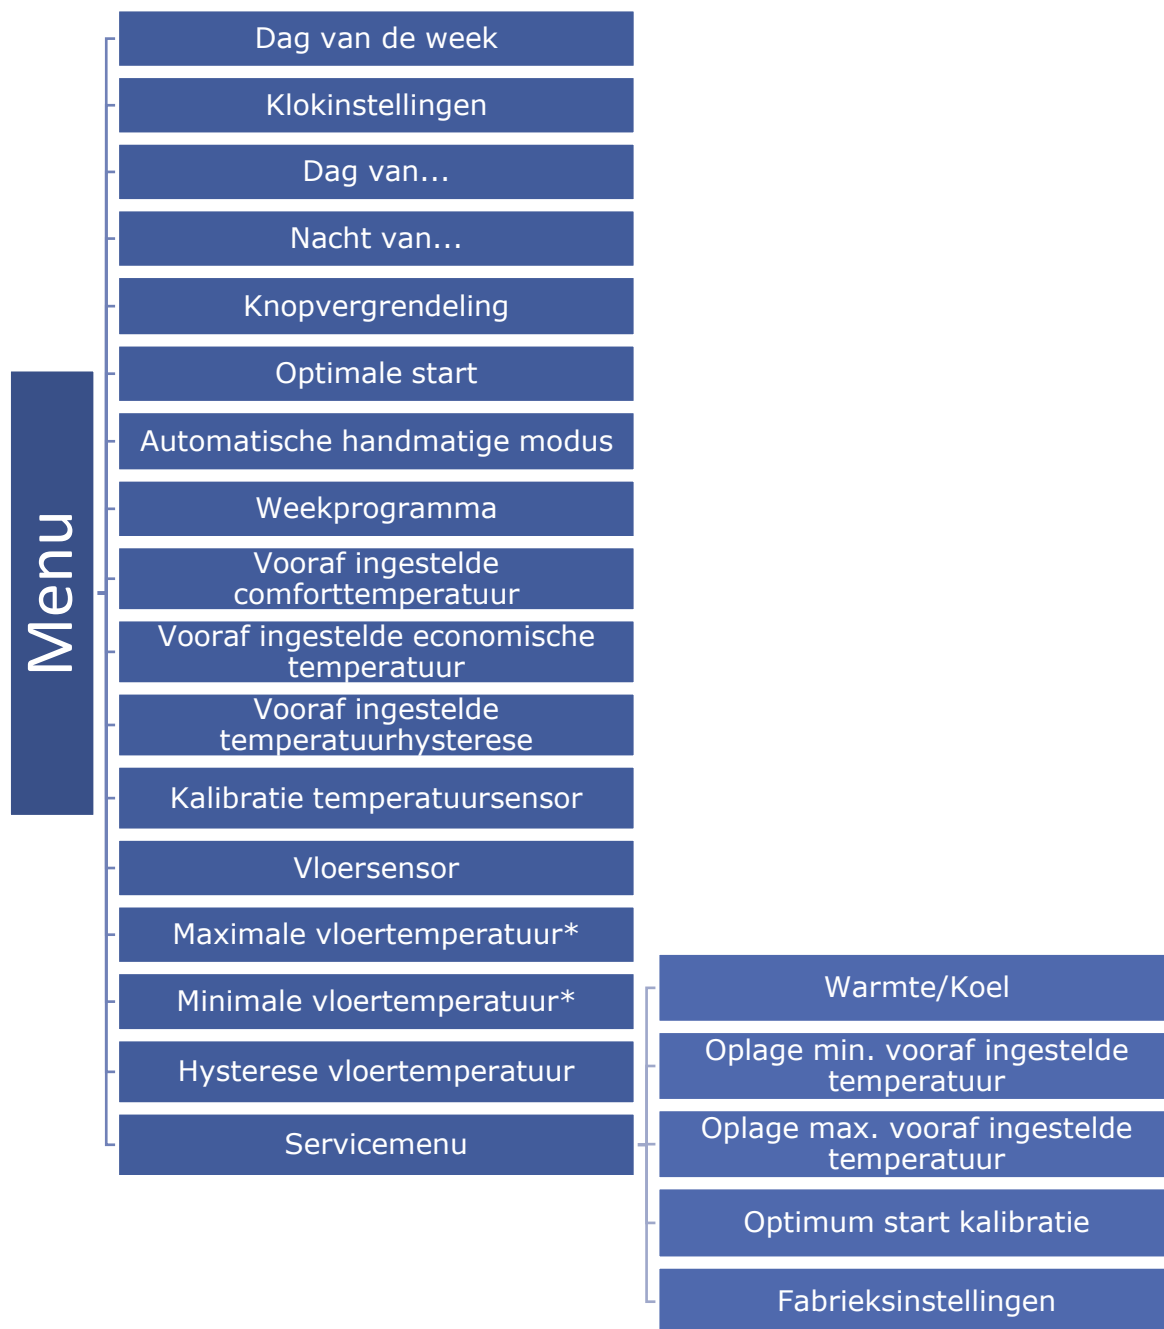 Menu
Dag van de week
Klokinstellingen
Dag van...
Nacht van...
Knopvergrendeling
Optimale start
Automatische handmatige modus
Weekprogramma
Vooraf ingestelde
comforttemperatuur
Vooraf ingestelde economische
temperatuur
Vooraf ingestelde
temperatuurhysterese
Kalibratie temperatuursensor
Vloersensor
Maximale vloertemperatuur*
Minimale vloertemperatuur*
Hysterese vloertemperatuur
Servicemenu
Warmte/Koel
Oplage min. vooraf ingestelde
temperatuur
Oplage max. vooraf ingestelde
temperatuur
Optimum start kalibratie
Fabrieksinstellingen